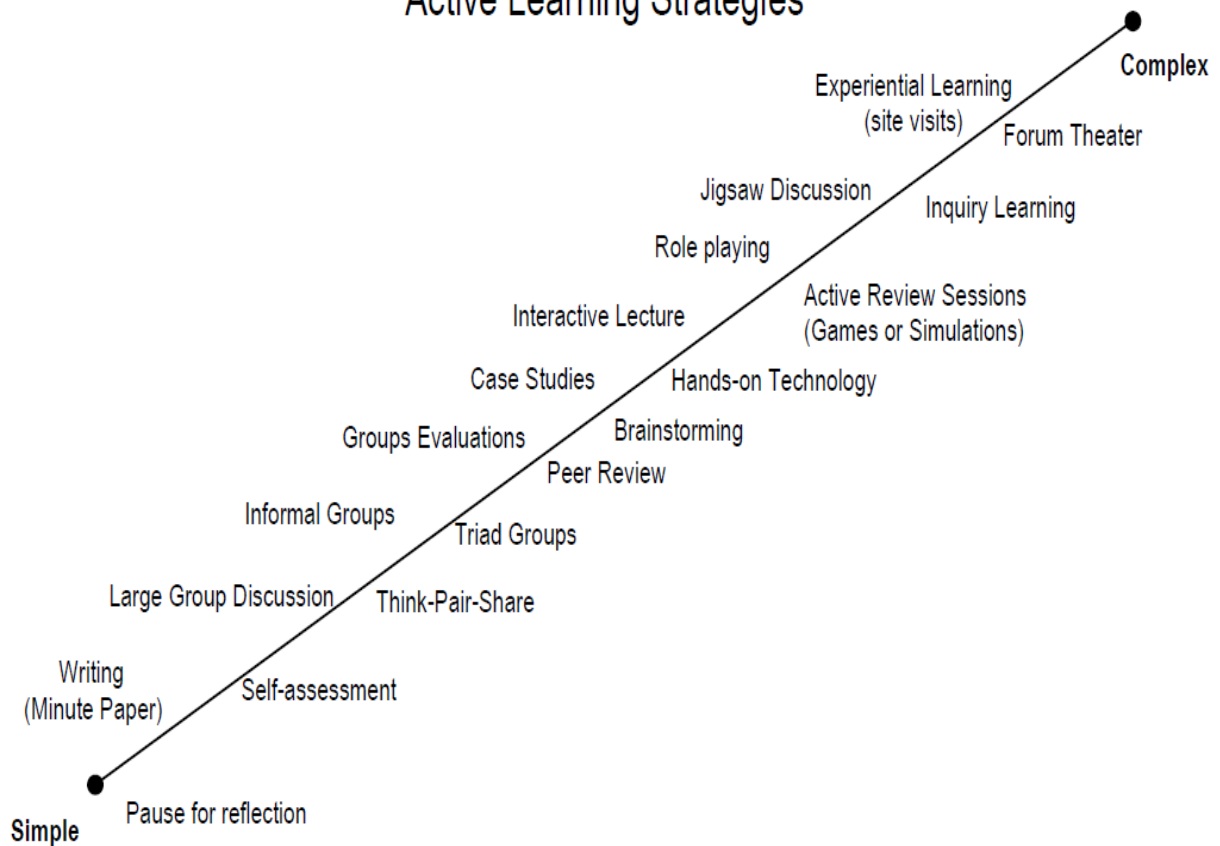 Active Learning Strategies
Complex
Experiential Learning
(site visits)
Forum Theater
Jigsaw Discussion
Inquiry Learning
Role playing
Active Review Sessions
(Games or Simulations)
Interactive Lecture
Case Studies
Hands-on Technology
Groups Evaluations
Brainstorming
Peer Review
Informal Groups
Triad Groups
Large Group Discussion
Think-Pair-Share
Writing
(Minute Paper)
Self-assessment
Pause for reflection
Simple